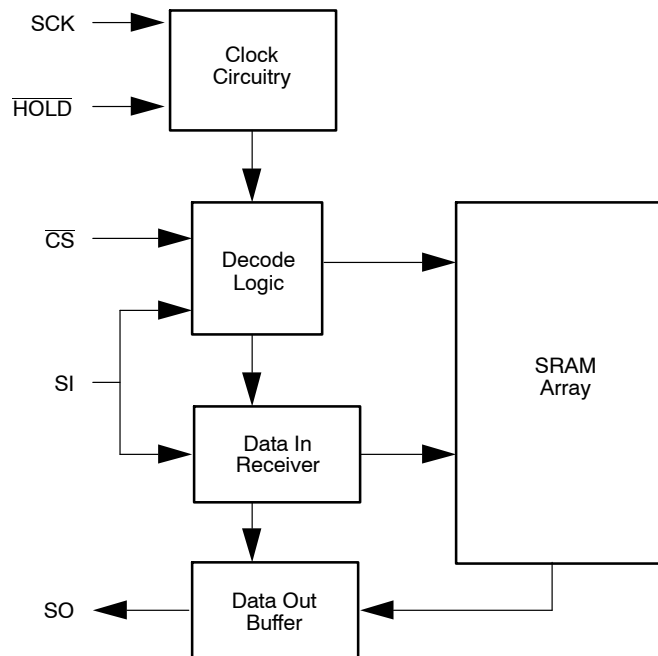 SCK
Clock
Circuitry
HOLD
CS
Decode
Logic
SI
SRAM
Array
Data In
Receiver
SO
Data Out
Buffer